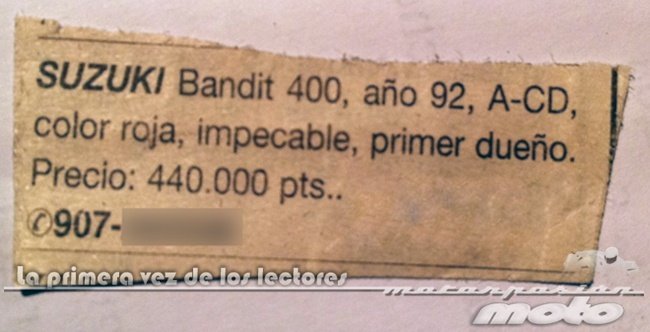 SUZUKI Bandit 400, año 92, A-CD,
color roja, impecable, primer dueño.
Precio: 440.000 pts..
✆907-
La primera vez de los lectores
motorpasión
moto